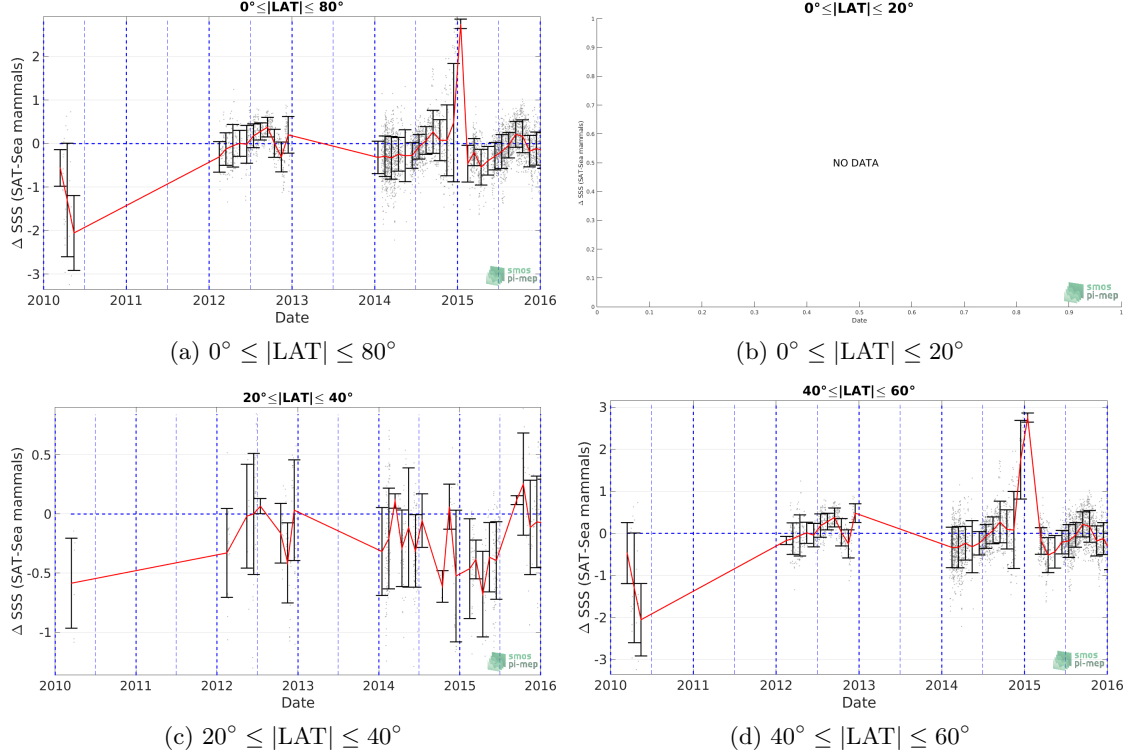 0°≤|LAT|≤ 80°
Δ SSS (SAT-Sea mammals)
2
1
0
-1
-2
-3
2010 2011 2012 2013 2014 2015 2016
Date
smos
pi-mep
(a) 0° ≤ |LAT| ≤ 80°
0°≤|LAT|≤ 20°
Δ SSS (SAT-Sea mammals)
1
0.9
0.8
0.7
0.6
0.5
0.4
0.3
0.2
0.1
0
NO DATA
0 0.1 0.2 0.3 0.4 0.5 0.6 0.7 0.8 0.9 1
Date
smos
pi-mep
(b) 0° ≤ |LAT| ≤ 20°
20°≤|LAT|≤ 40°
Δ SSS (SAT-Sea mammals)
0.5
0
-0.5
-1
2010 2011 2012 2013 2014 2015 2016
Date
smos
pi-mep
(c) 20° ≤ |LAT| ≤ 40°
40°≤|LAT|≤ 60°
Δ SSS (SAT-Sea mammals)
3
2
1
0
-1
-2
-3
2010 2011 2012 2013 2014 2015 2016
Date
smos
pi-mep
(d) 40° ≤ |LAT| ≤ 60°